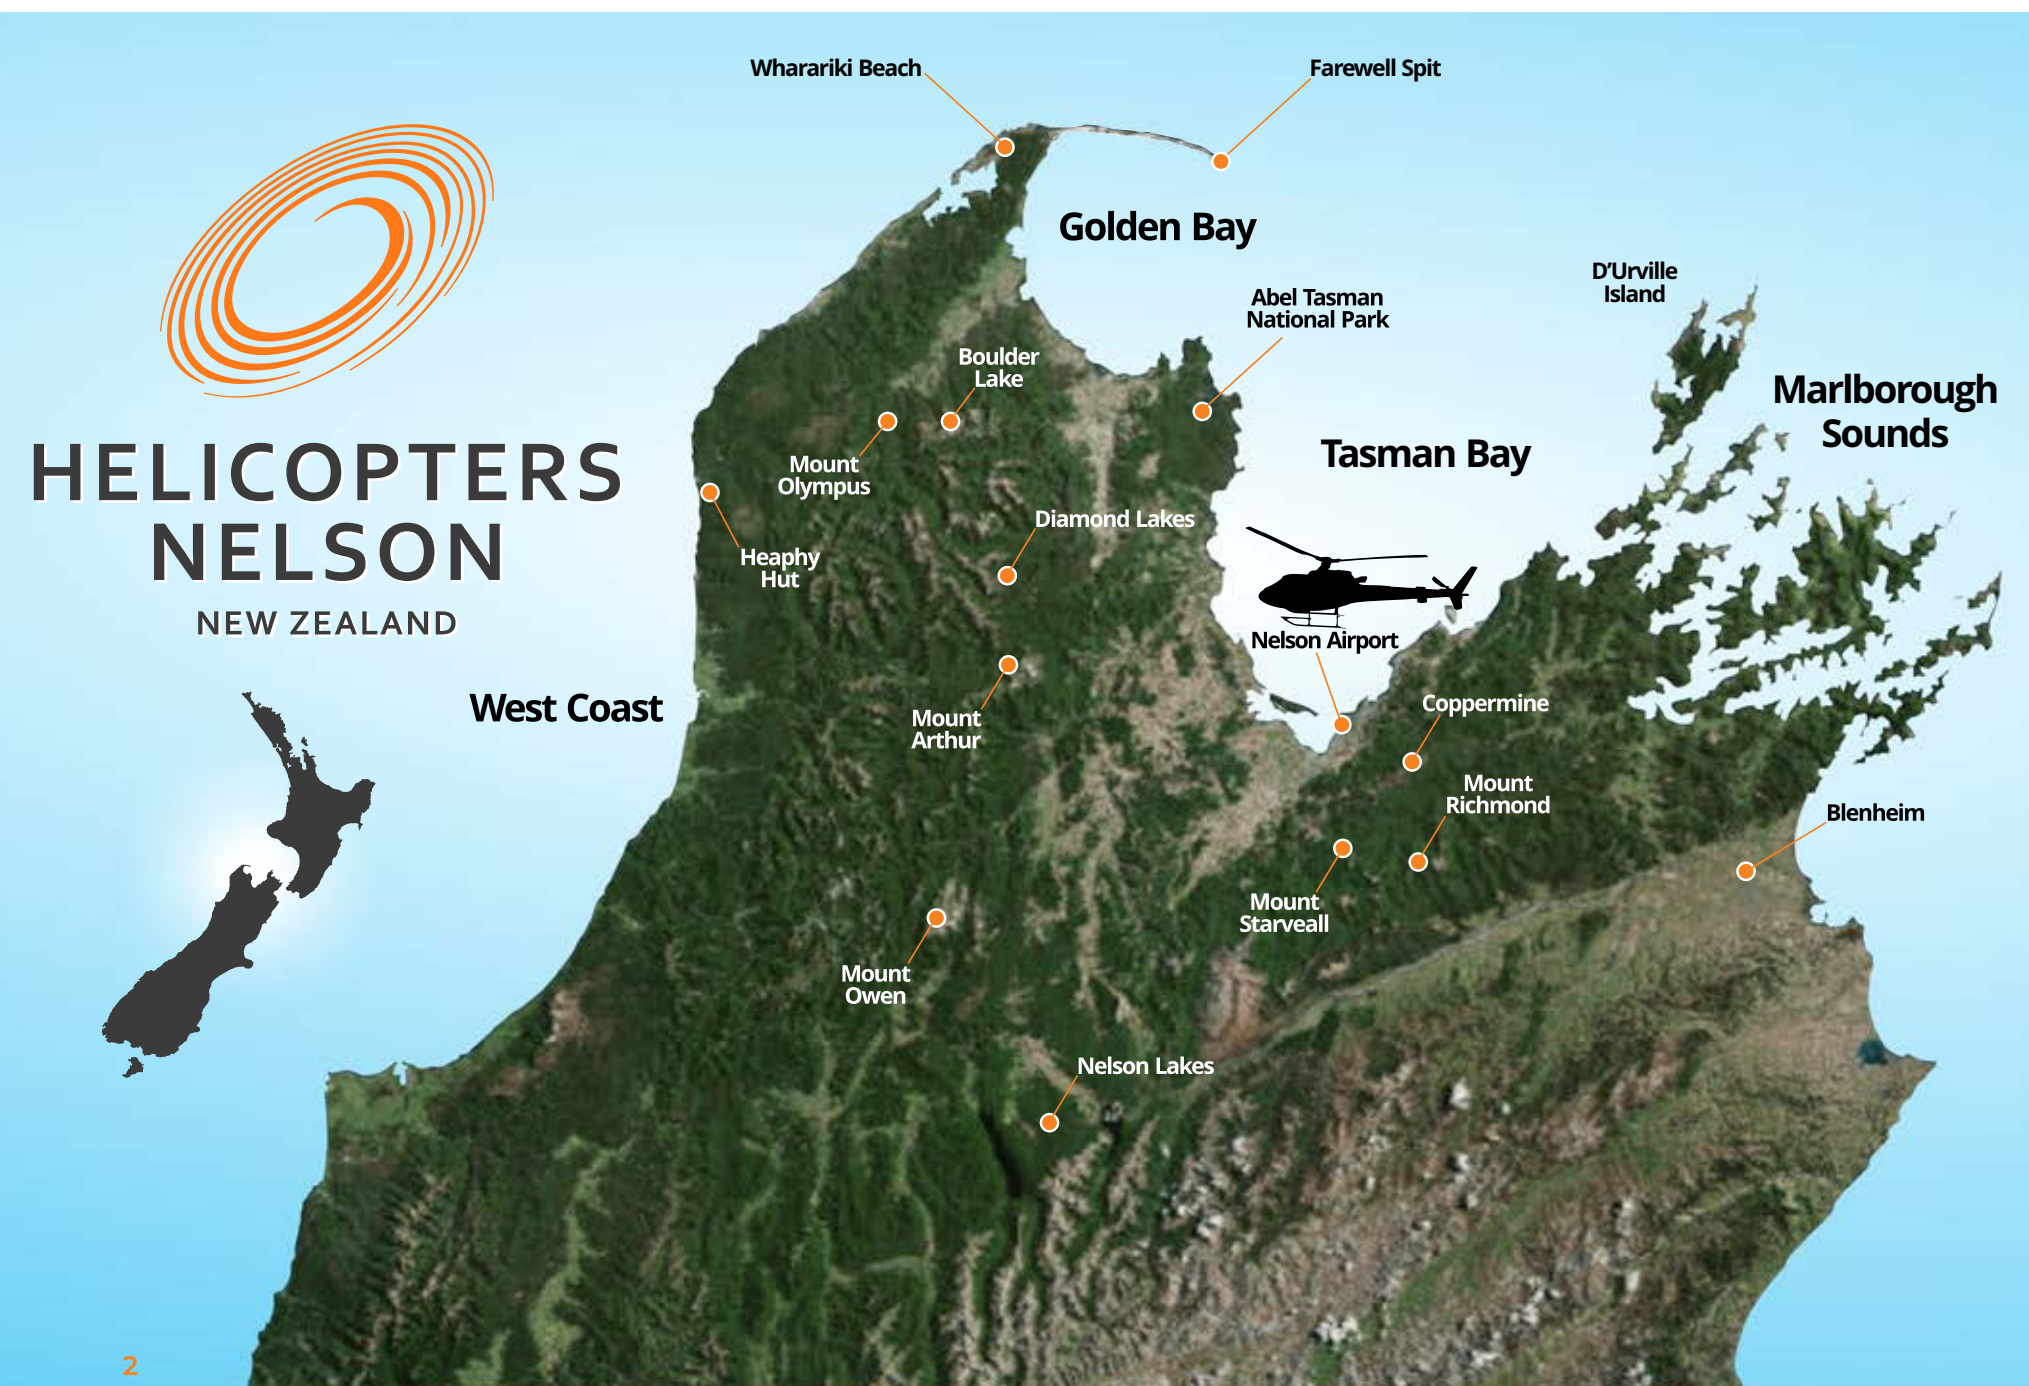 Wharariki Beach
Farewell Spit
Golden Bay
D’Urville
Island
Abel Tasman
National Park
Boulder
Lake
Marlborough
Sounds
Tasman Bay
HELICOPTERS
NELSON
NEW ZEALAND
Mount
Olympus
Diamond Lakes
Heaphy
Hut
Nelson Airport
West Coast
Mount
Arthur
Coppermine
Mount
Richmond
Blenheim
Mount
Starveall
Mount
Owen
Nelson Lakes
2